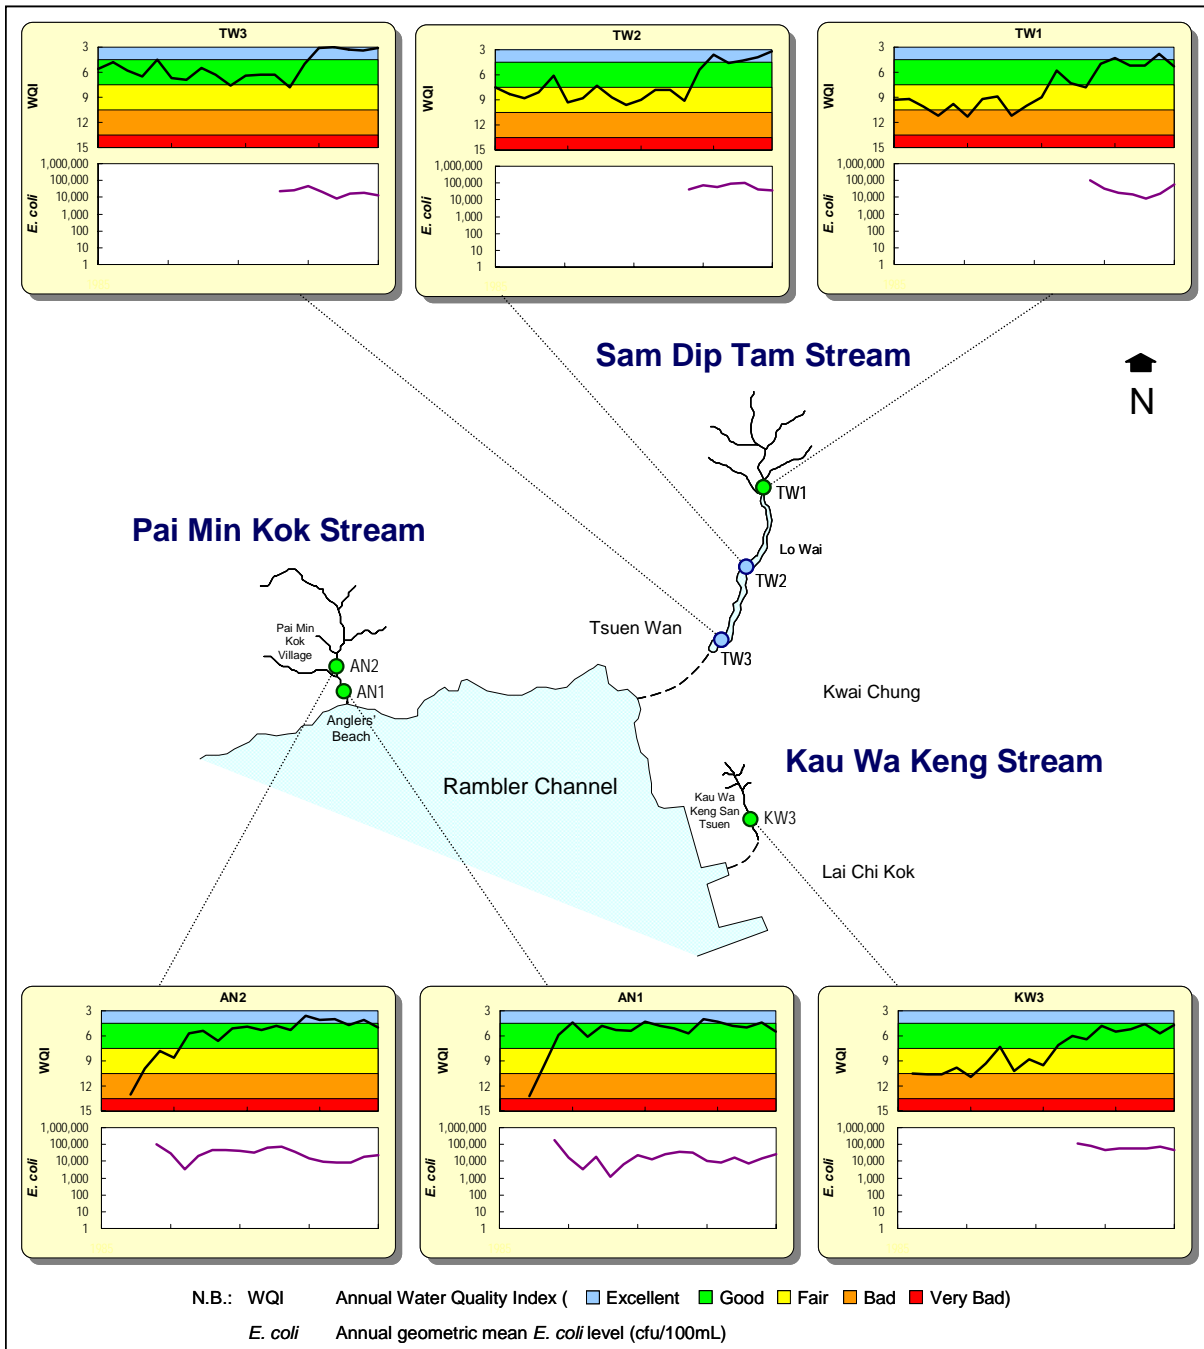 TW3
3
6
9
12
15
WQI
1,000,000
100,000
10,000
1,000
100
10
1
E. coli
TW2
3
6
9
12
15
WQI
1,000,000
100,000
10,000
1,000
100
10
1
E. coli
TW1
3
6
9
12
15
WQI
1,000,000
100,000
10,000
1,000
100
10
1
E. coli
Sam Dip Tam Stream
N
TW1
Pai Min Kok Stream
Lo Wai
TW2
Tsuen Wan
Pai Min
Kok
Village
TW3
AN2
AN1
Kwai Chung
Anglers'
Beach
Kau Wa Keng Stream
Rambler Channel
Kau Wa
Keng San
Tsuen
KW3
Lai Chi Kok
AN2
3
6
9
12
15
WQI
1,000,000
100,000
10,000
1,000
100
10
1
E. coli
AN1
3
6
9
12
15
WQI
1,000,000
100,000
10,000
1,000
100
10
1
E. coli
KW3
3
6
9
12
15
WQI
1,000,000
100,000
10,000
1,000
100
10
1
E. coli
N.B.: WQI Annual Water Quality Index ( Excellent Good Fair Bad Very Bad)
E. coli Annual geometric mean E. coli level (cfu/100mL)